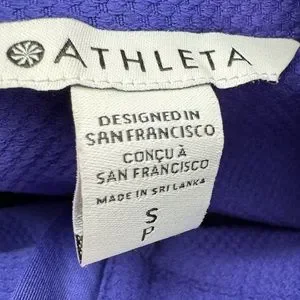 ATHLETA
DESIGNED IN
SAN FRANCISCO
CONÇU À
SAN FRANCISCO
MADE IN SRI LANKA
S
P